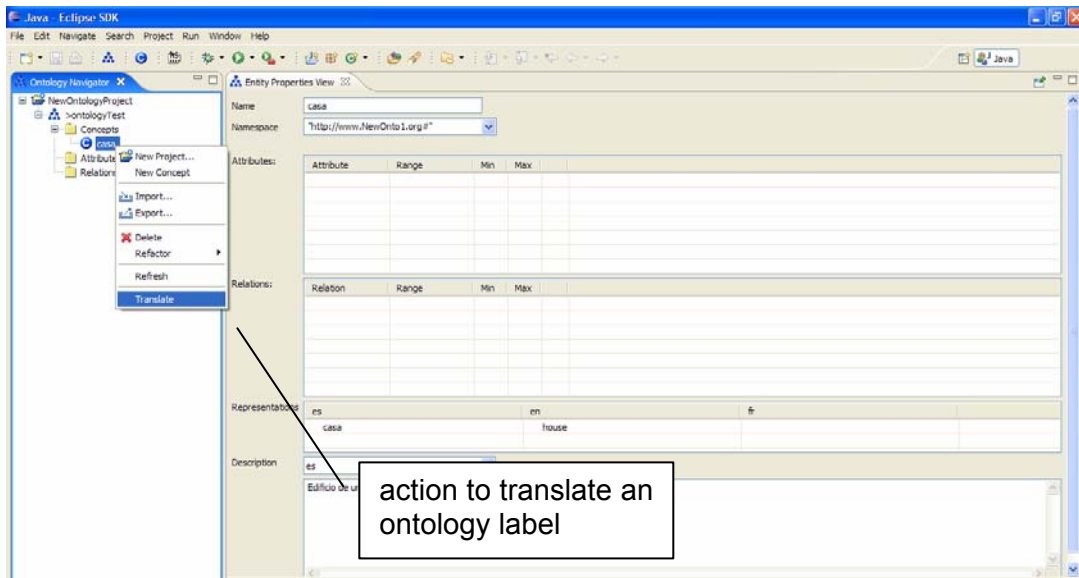 Java - Eclipse SDK
File Edit Navigate Search Project Run Window Help
Java
Ontology Navigator
Entity Properties View
NewOntologyProject
>ontologyTest
Concepts
casa
Attribute
Relation
New Project...
New Concept
Import...
Export...
Delete
Refactor
Refresh
Translate
Name casa
Namespace "http://www.NewOnto1.org#"
Attributes:
Attribute Range Min Max
Relations:
Relation Range Min Max
Representations es en fr
casa house
Description es
Edificio de
action to translate an
ontology label